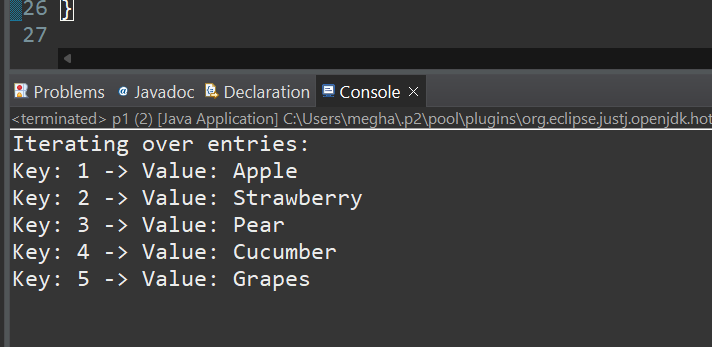 26 }
27
Problems @ Javadoc Declaration Console ×
<terminated> p1 (2) [Java Application] C:\Users\megha\.p2\pool\plugins\org.eclipse.justj.openjdk.hot
Iterating over entries:
Key: 1 -> Value: Apple
Key: 2 -> Value: Strawberry
Key: 3 -> Value: Pear
Key: 4 -> Value: Cucumber
Key: 5 -> Value: Grapes